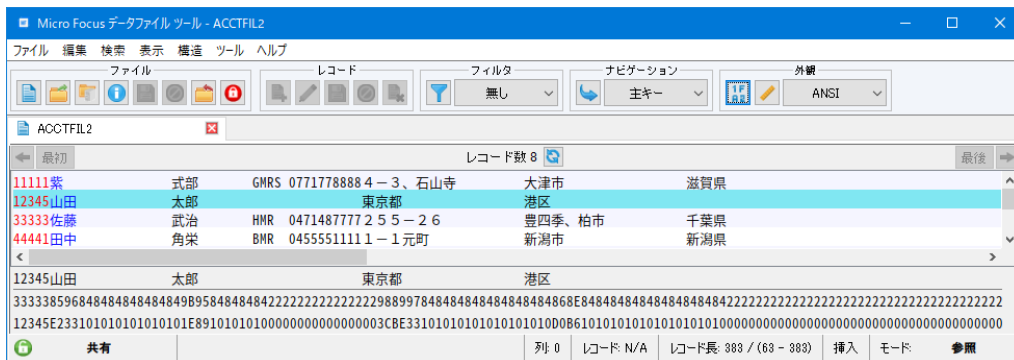 Micro Focus データファイル ツール - ACCTFIL2
ファイル 編集 検索 表示 構造 ツール ヘルプ
ファイル レコード フィルタ ナビゲーション 外観
無し 主キー 1F A2 ANSI
ACCTFIL2
最初 レコード数 8 最後
11111紫 式部 GMRS 0771778888４－３、石山寺 大津市 滋賀県
12345山田 太郎 東京都 港区
33333佐藤 武治 HMR 0471487777２５５－２６ 豊四季、柏市 千葉県
44441田中 角栄 BMR 0455551111１－１元町 新潟市 新潟県
12345山田 太郎 東京都 港区
共有 列: 0 レコード: N/A レコード長: 383 / (63 - 383) 挿入 モード: 参照